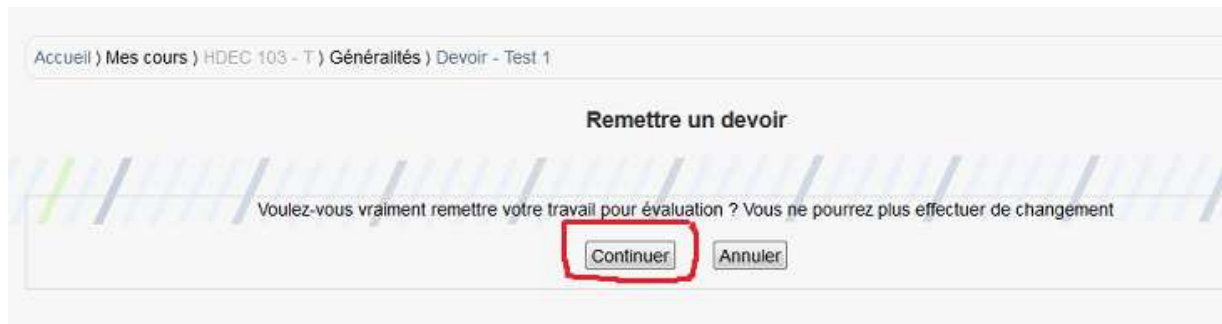 Accueil ) Mes cours ) HDEC 103 - T ) Généralités ) Devoir - Test 1
Remettre un devoir
Voulez-vous vraiment remettre votre travail pour évaluation ? Vous ne pourrez plus effectuer de changement
Continuer Annuler